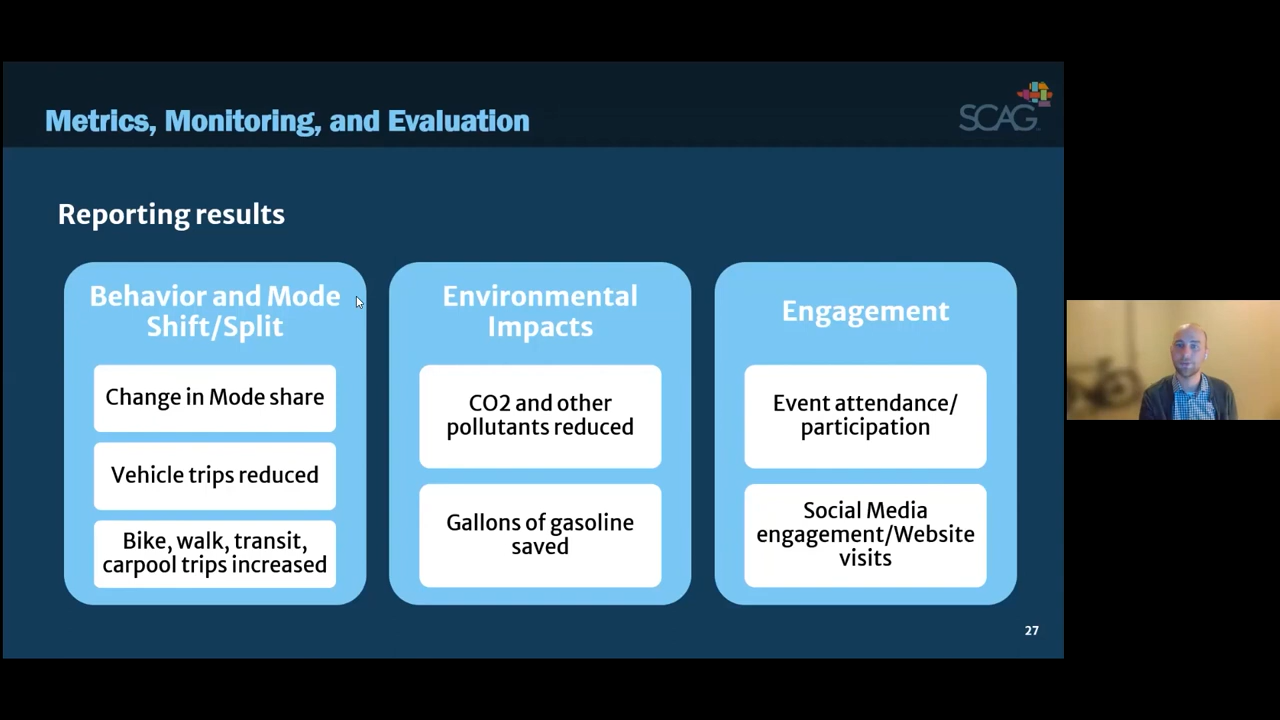 Metrics, Monitoring, and Evaluation
SCAG
Reporting results
Behavior and Mode
Shift/Split
Change in Mode share
Vehicle trips reduced
Bike, walk, transit,
carpool trips increased
Environmental
Impacts
CO2 and other
pollutants reduced
Gallons of gasoline
saved
Engagement
Event attendance/
participation
Social Media
engagement/Website
visits
27